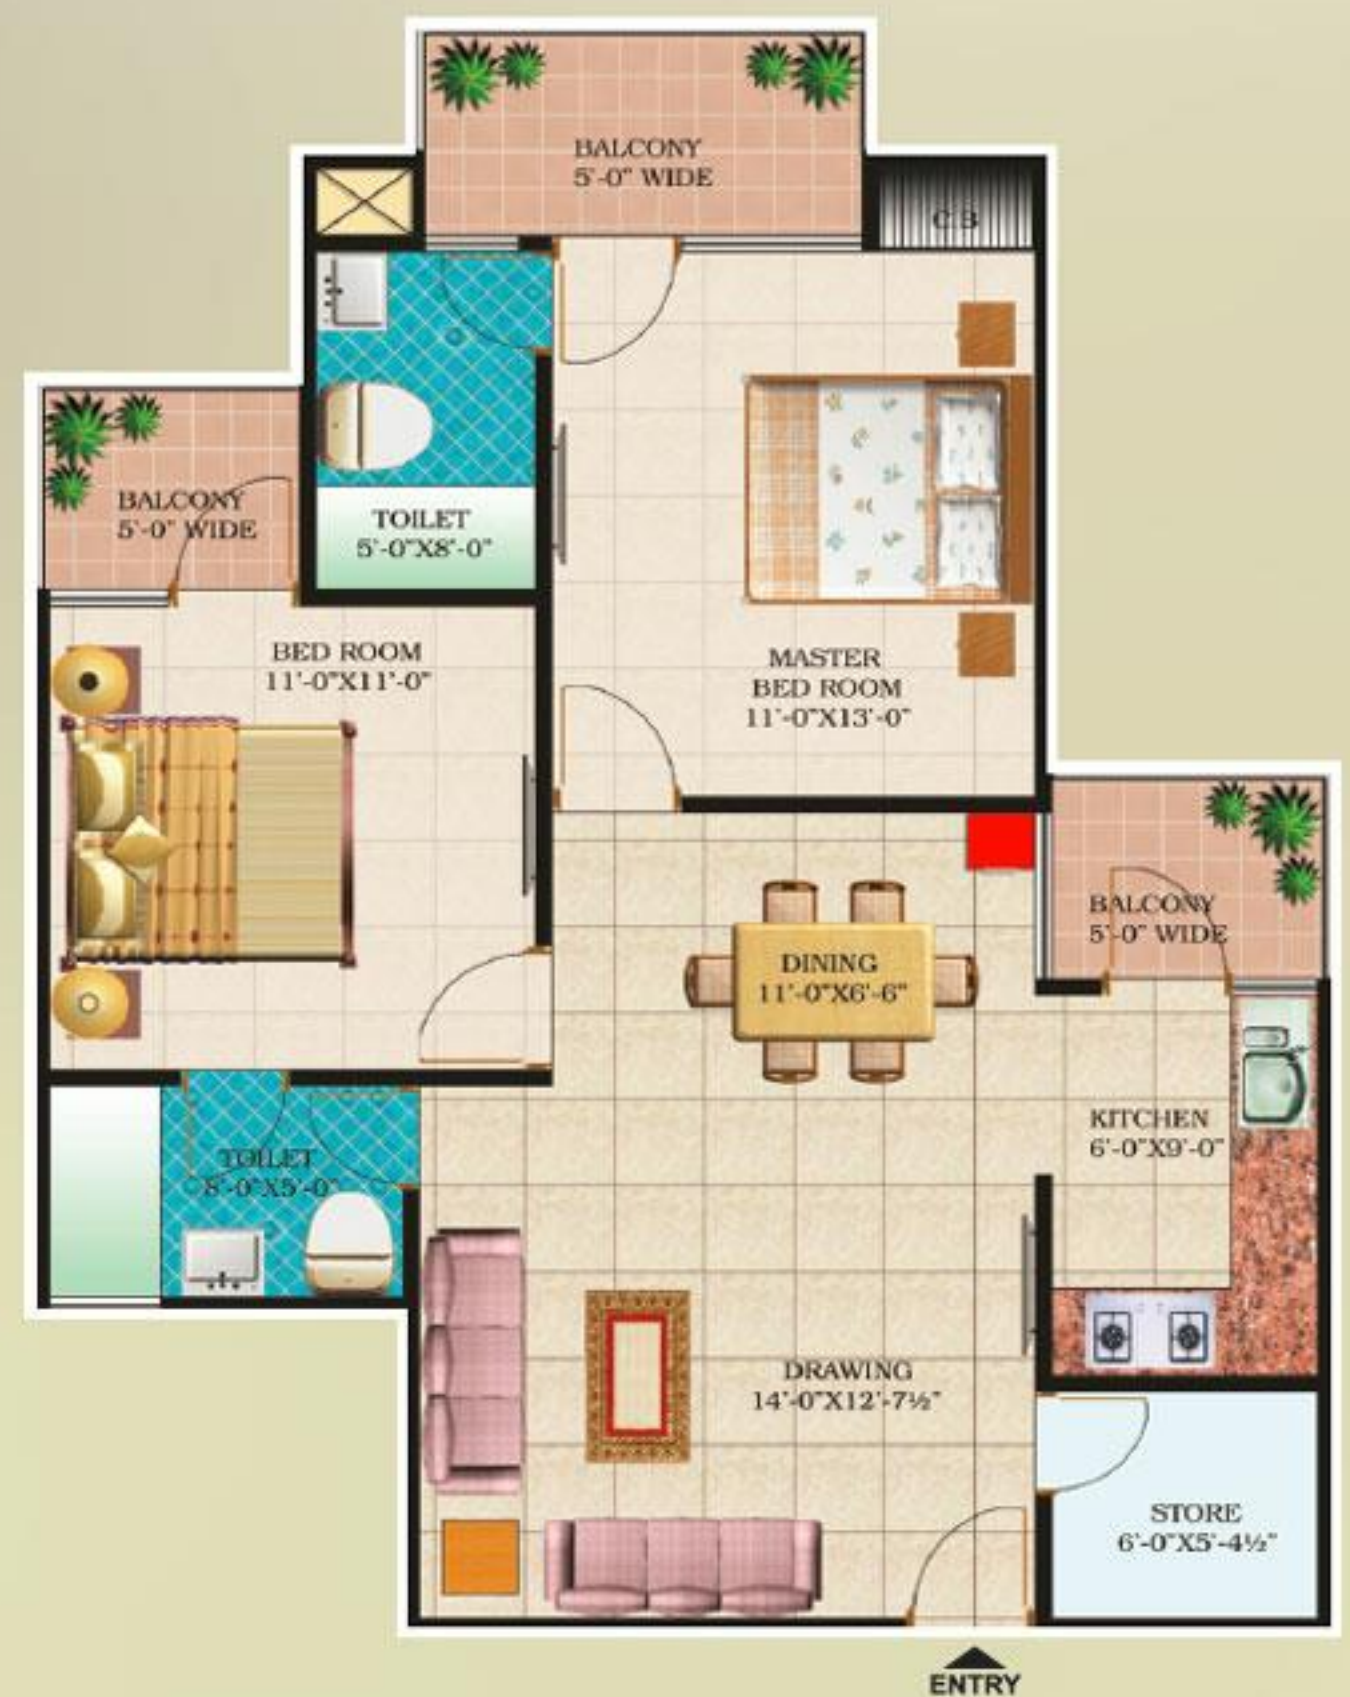 BALCONY
5'-0" WIDE
C.B
BALCONY
5'-0" WIDE
TOILET
5'-0"X8'-0"
BED ROOM
11'-0"X11'-0"
MASTER
BED ROOM
11'-0"X13'-0"
BALCONY
5'-0" WIDE
DINING
11'-0"X6'-6"
KITCHEN
6'-0"X9'-0"
TOILET
8'-0"X5'-0"
DRAWING
14'-0"X12'-7½"
STORE
6'-0"X5'-4½"
ENTRY